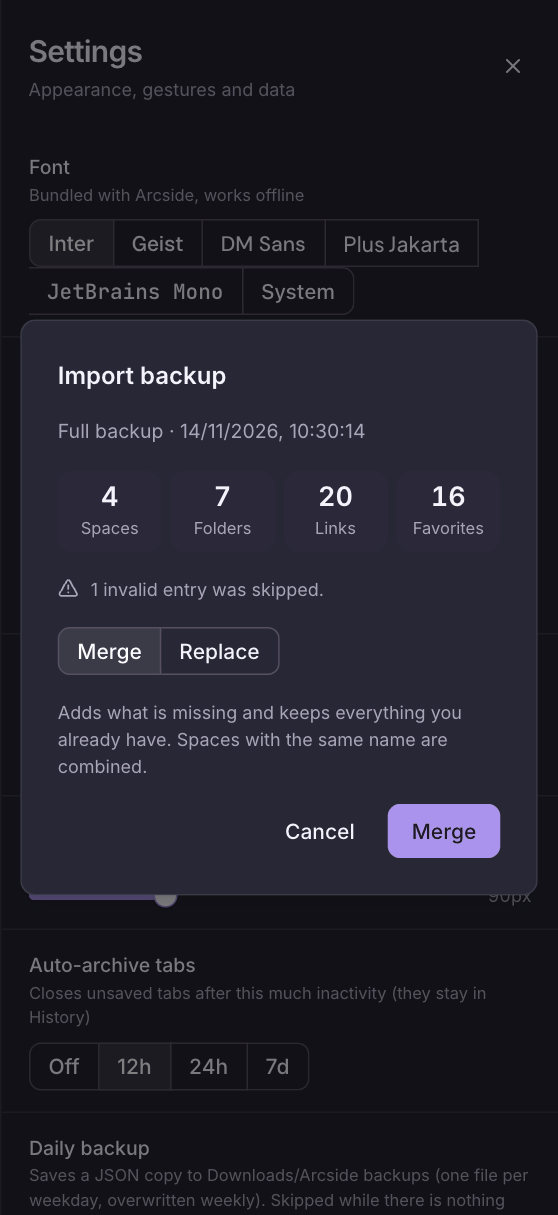 Settings
Appearance, gestures and data
Font
Bundled with Arcside, works offline
Inter
Geist
DM Sans
Plus Jakarta
JetBrains Mono
System
Import backup
Full backup · 14/11/2026, 10:30:14
4
7
20
16
Spaces
Folders
Links
Favorites
1 invalid entry was skipped.
Merge
Replace
Adds what is missing and keeps everything you
already have. Spaces with the same name are
combined.
Cancel
Merge
90px
Auto-archive tabs
Closes unsaved tabs after this much inactivity (they stay in
History)
Off
12h
24h
7d
Daily backup
Saves a JSON copy to Downloads/Arcside backups (one file per
weekday, overwritten weekly). Skipped while there is nothing